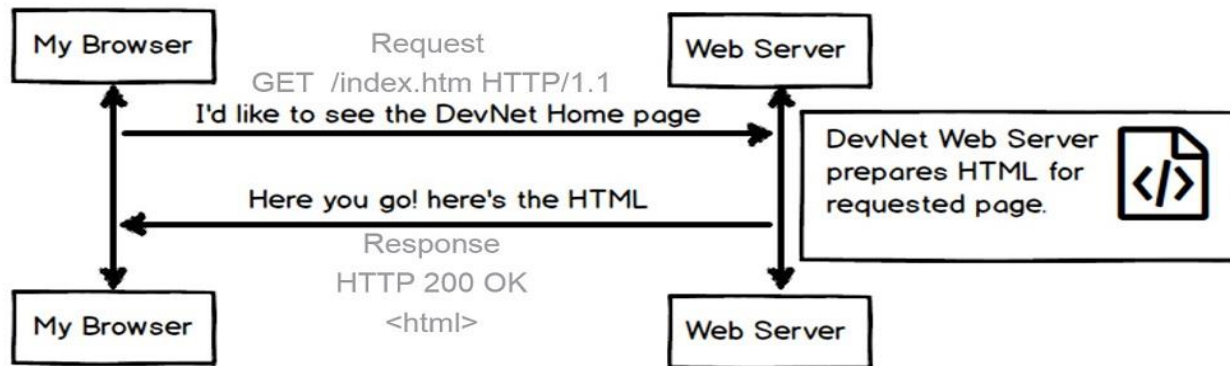 My Browser
Request
Web Server
GET /index.htm HTTP/1.1
I'd like to see the DevNet Home page
DevNet Web Server
prepares HTML for
requested page.
</>
Here you go! here's the HTML
Response
HTTP 200 OK
<html>
My Browser
Web Server